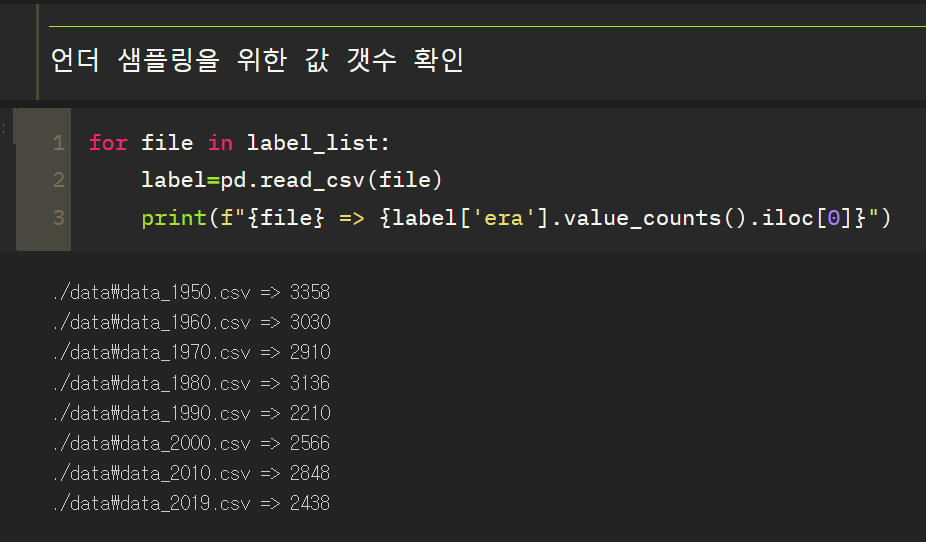 언더 샘플링을 위한 값 갯수 확인
1 for file in label_list:
2     label=pd.read_csv(file)
3     print(f"{file} => {label['era'].value_counts().iloc[0]}")
./data₩data_1950.csv => 3358
./data₩data_1960.csv => 3030
./data₩data_1970.csv => 2910
./data₩data_1980.csv => 3136
./data₩data_1990.csv => 2210
./data₩data_2000.csv => 2566
./data₩data_2010.csv => 2848
./data₩data_2019.csv => 2438